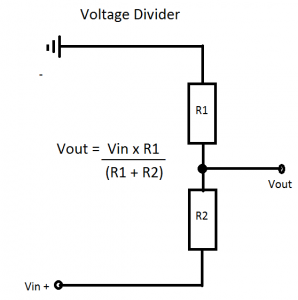 Voltage Divider
R1
Vout = Vin x R1
(R1 + R2)
Vout
R2
Vin +